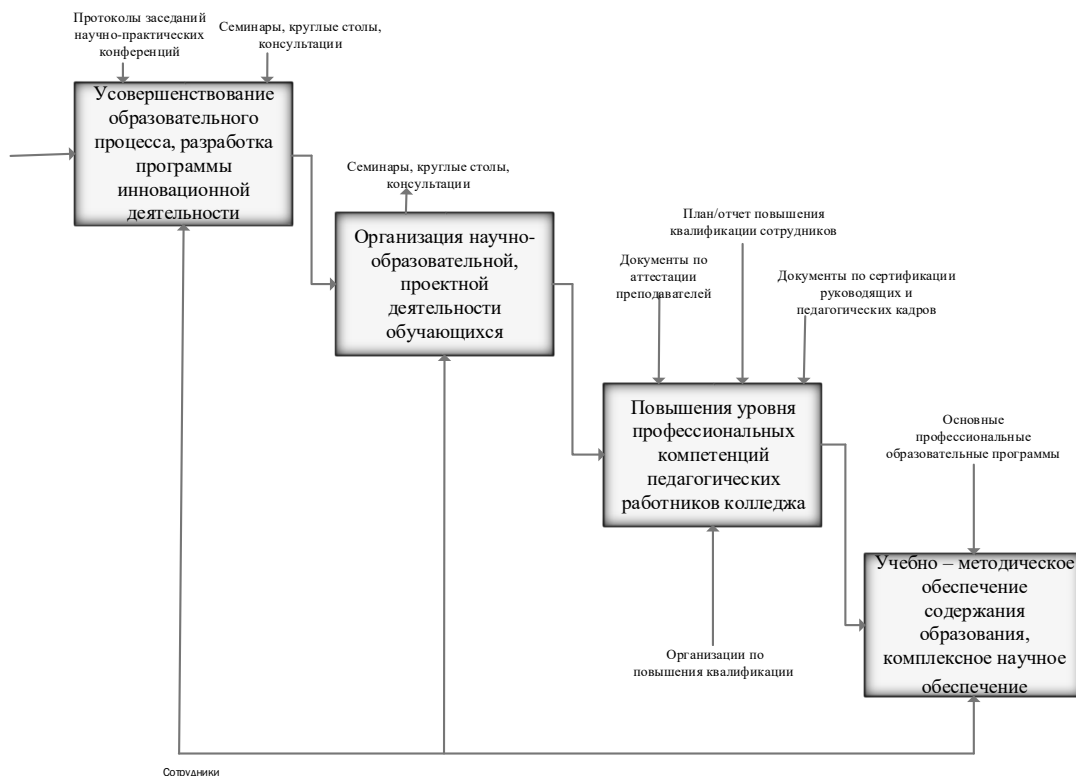 Протоколы заседаний
научно-практических
конференций
Семинары, круглые столы,
консультации
Усовершенствование
образовательного
процесса, разработка
программы
инновационной
деятельности
Семинары, круглые столы,
консультации
Организация научно-
образовательной,
проектной
деятельности
обучающихся
План/отчет повышения
квалификации сотрудников
Документы по
аттестации
преподавателей
Документы по сертификации
руководящих и
педагогических кадров
Повышения уровня
профессиональных
компетенций
педагогических
работников колледжа
Основные
профессиональные
образовательные программы
Учебно – методическое
обеспечение
содержания
образования,
комплексное научное
обеспечение
Организации по
повышения квалификации
Сотрудники